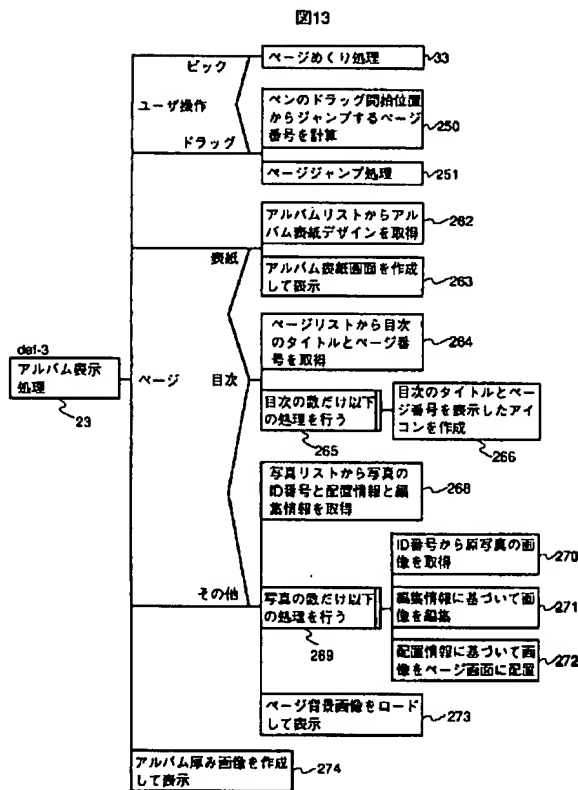 図13
ピック
ユーザ操作
ドラッグ
ページめくり処理
33
ペンのドラッグ開始位置
からジャンプするページ
番号を計算
250
ページジャンプ処理
251
アルバムリストからアル
バム表紙デザインを取得
262
表紙
アルバム表紙画面を作成
して表示
263
ページリストから目次
のタイトルとページ番
号を取得
264
def-3
アルバム表示
処理
23
ページ
目次
目次の数だけ以下
の処理を行う
265
目次のタイトルとペー
ジ番号を表示したアイ
コンを作成
266
写真リストから写真の
ID番号と配置情報と編
集情報を取得
268
その他
写真の数だけ以下
の処理を行う
269
ID番号から原写真の画
像を取得
270
編集情報に基づいて画
像を編集
271
配置情報に基づいて画
像をページ画面に配置
272
ページ背景画像をロード
して表示
273
アルバム厚み画像を作成
して表示
274